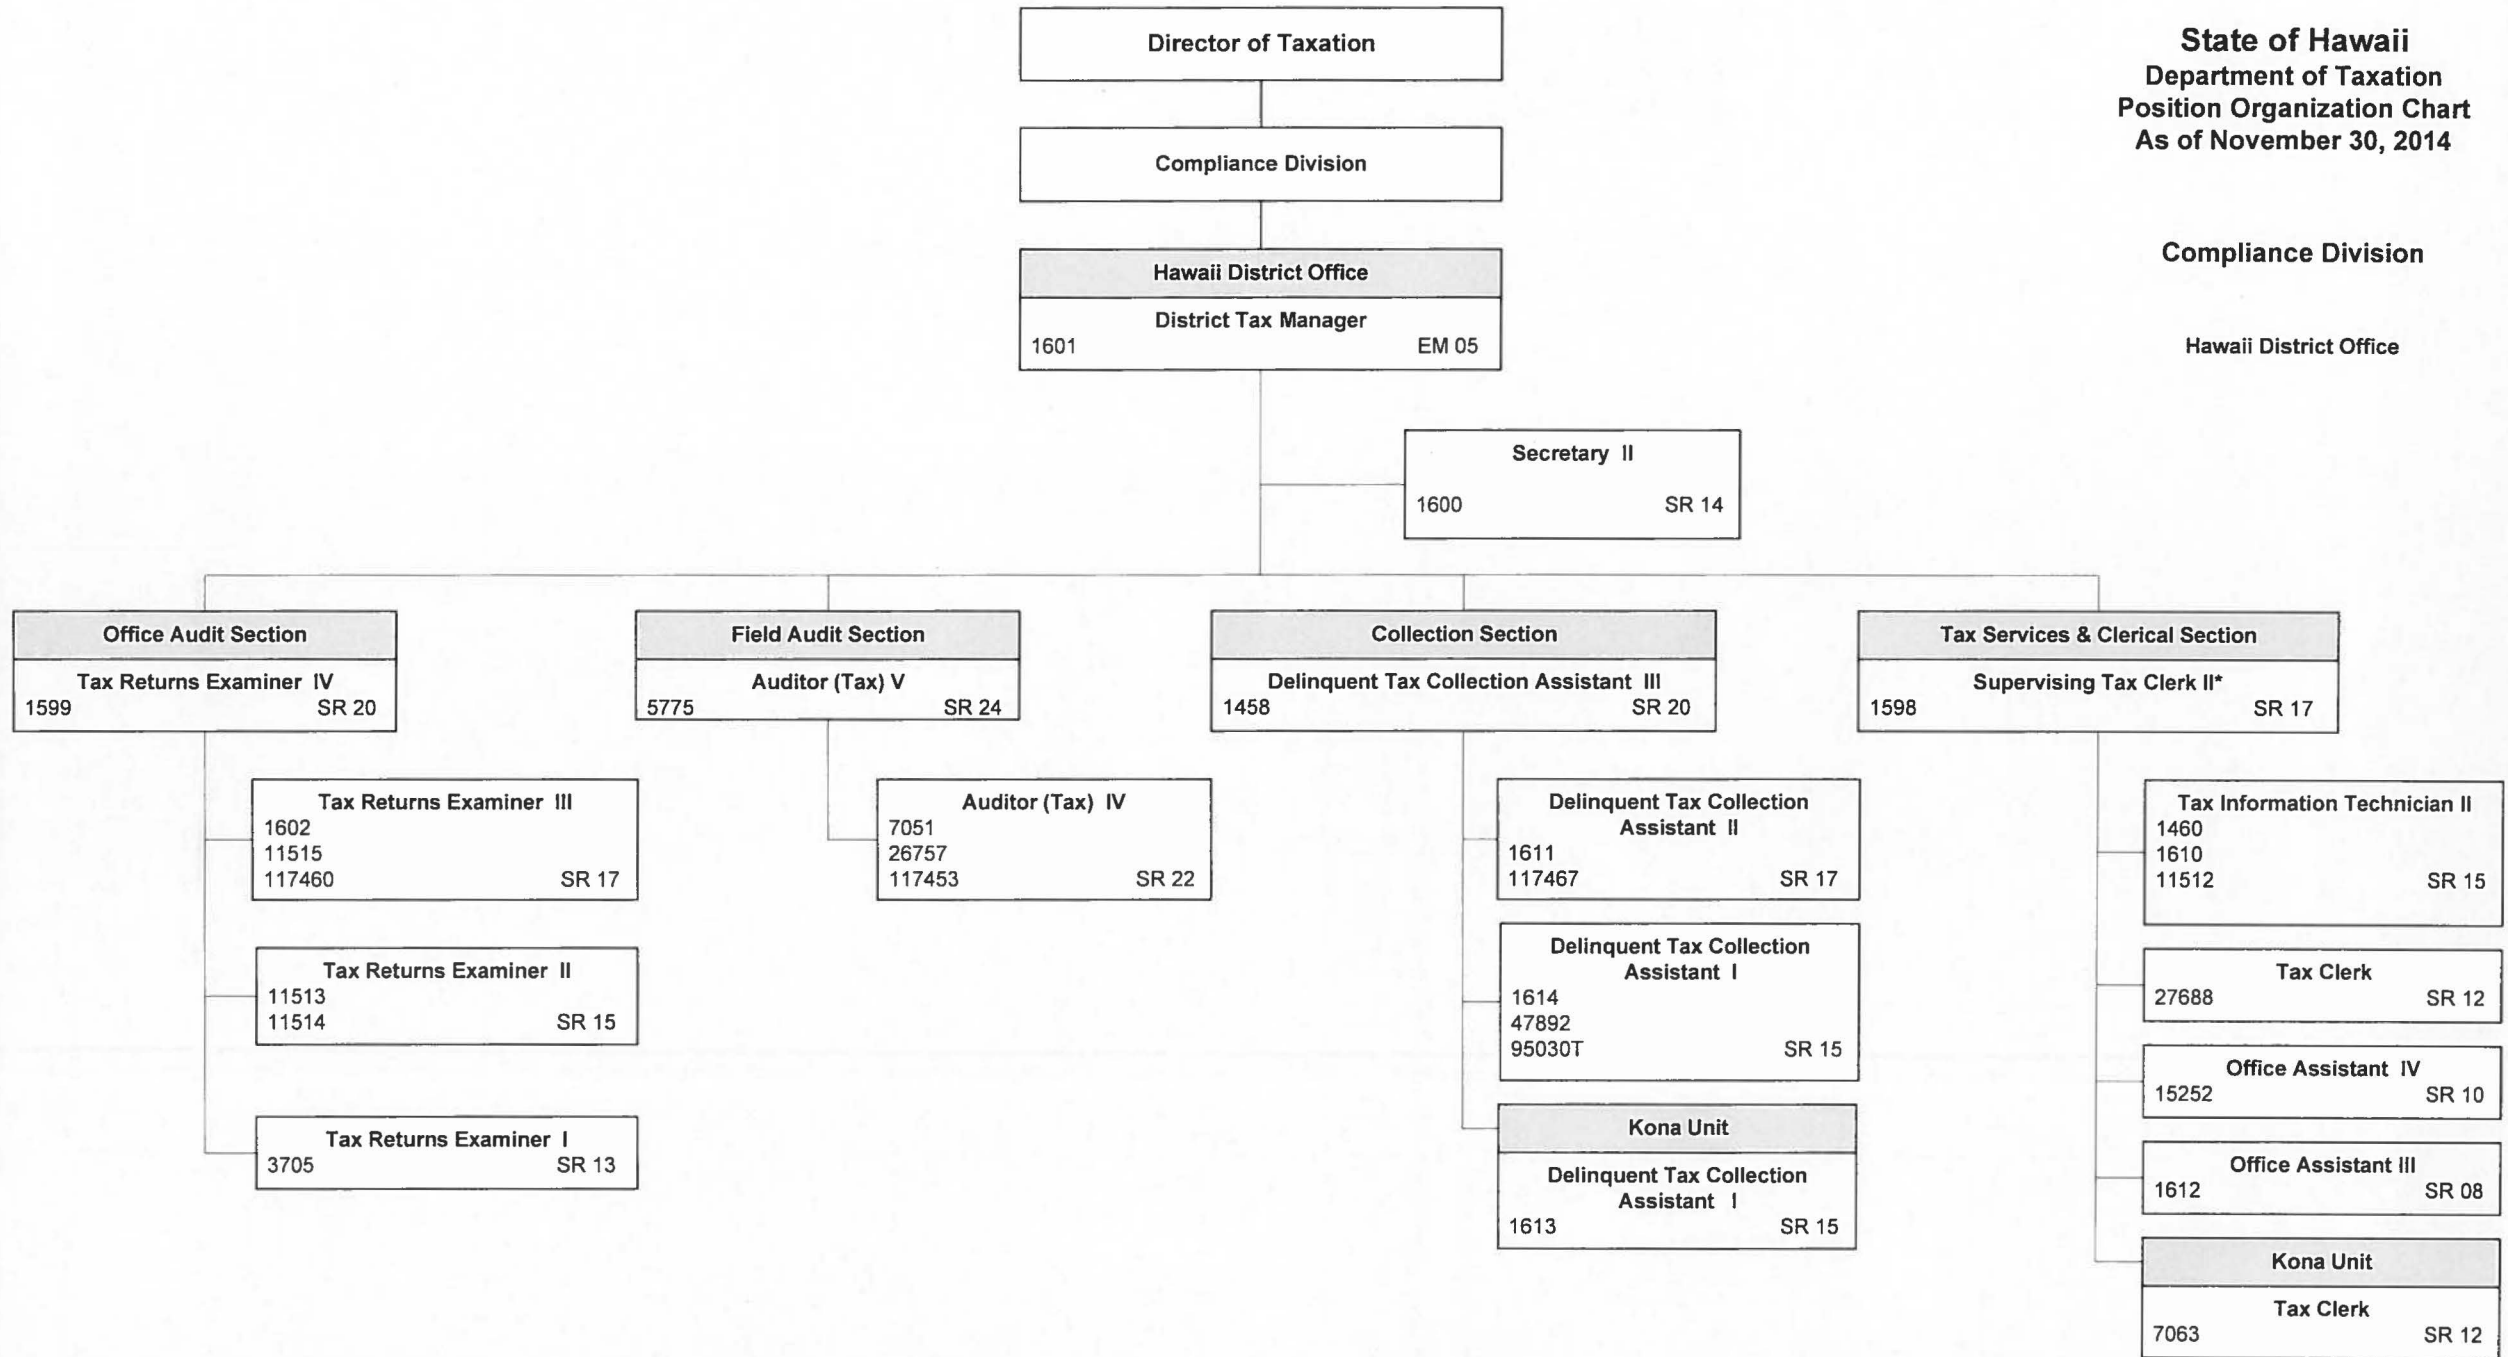 State of Hawaii
Department of Taxation
Position Organization Chart
As of November 30, 2014
Compliance Division
Hawaii District Office
Director of Taxation
Compliance Division
Hawaii District Office
District Tax Manager
1601 EM 05
Secretary II
1600 SR 14
Office Audit Section
Tax Returns Examiner IV
1599 SR 20
Tax Returns Examiner III
1602
11515
117460 SR 17
Tax Returns Examiner II
11513
11514 SR 15
Tax Returns Examiner I
3705 SR 13
Field Audit Section
Auditor (Tax) V
5775 SR 24
Auditor (Tax) IV
7051
26757
117453 SR 22
Collection Section
Delinquent Tax Collection Assistant III
1458 SR 20
Delinquent Tax Collection
Assistant II
1611
117467 SR 17
Delinquent Tax Collection
Assistant I
1614
47892
95030T SR 15
Kona Unit
Delinquent Tax Collection
Assistant I
1613 SR 15
Tax Services & Clerical Section
Supervising Tax Clerk II*
1598 SR 17
Tax Information Technician II
1460
1610
11512 SR 15
Tax Clerk
27688 SR 12
Office Assistant IV
15252 SR 10
Office Assistant III
1612 SR 08
Kona Unit
Tax Clerk
7063 SR 12